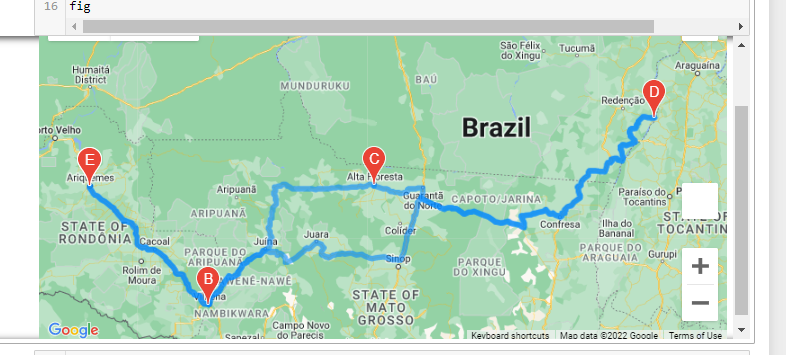 16 fig
São Félix
do Xingu
Tucumã
Araguaína
Humaitá
District
MUNDURUKU
BAÚ
Redenção
D
Brazil
orto Velho
E
C
Ariquemes
Alta Floresta
Aripuanã
Guarantã
do Norte
CAPOTO/JARINA
Paraíso do
Tocantins
P
ARIPUANÃ
STATE OF
RONDÔNIA
Cacoal
Juína
Juara
Colíder
Confresa
Ilha do
Bananal
STATE OF
TOCANTINS
PARQUE DO
ARIPUANÃ
PARQUE DO
ARAGUAIA
Gurupi
Rolim de
Moura
B
WENÊ-NAWÊ
Sinop
PARQUE
DO XINGU
+
NAMBIKWARA
STATE OF
MATO
GROSSO
−
Campo Novo
do Parecis
Sapezal
Google
Keyboard shortcuts
Map data ©2022 Google
Terms of Use